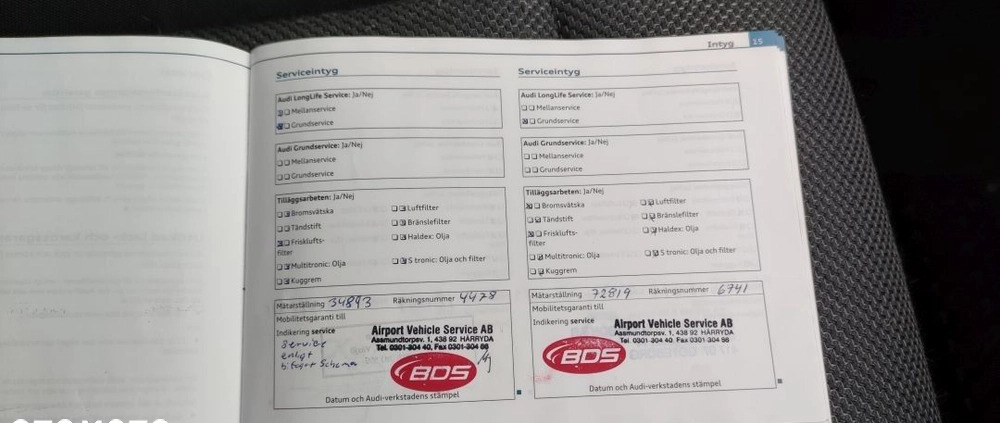 Intyg 15
Serviceintyg
Audi LongLife Service: Ja/Nej
Mellanservice
Grundservice
Audi Grundservice: Ja/Nej
Mellanservice
Grundservice
Tilläggsarbeten: Ja/Nej
Bromsvätska
Luftfilter
Tändstift
Bränslefilter
Frisklufts-
filter
Haldex: Olja
Multitronic: Olja
S tronic: Olja och filter
Kuggrem
Mätarställning 34893 Räkningsnummer 4478
Mobilitetsgaranti till
Indikering service
Service
enligt
Airport Vehicle Service AB
Assmundtorpsv. 1, 438 92 HÄRRYDA
Tel. 0301-304 40, Fax 0301-304 66
BDS
Datum och Audi-verkstadens stämpel
Serviceintyg
Audi LongLife Service: Ja/Nej
Mellanservice
Grundservice
Audi Grundservice: Ja/Nej
Mellanservice
Grundservice
Tilläggsarbeten: Ja/Nej
Bromsvätska
Luftfilter
Tändstift
Bränslefilter
Frisklufts-
filter
Haldex: Olja
Multitronic: Olja
S tronic: Olja och filter
Kuggrem
Mätarställning 72819 Räkningsnummer 6741
Mobilitetsgaranti till
Indikering service
Airport Vehicle Service AB
Assmundtorpsv. 1, 438 92 HÄRRYDA
Tel. 0301-304 40, Fax 0301-304 66
BDS
Datum och Audi-verkstadens stämpel